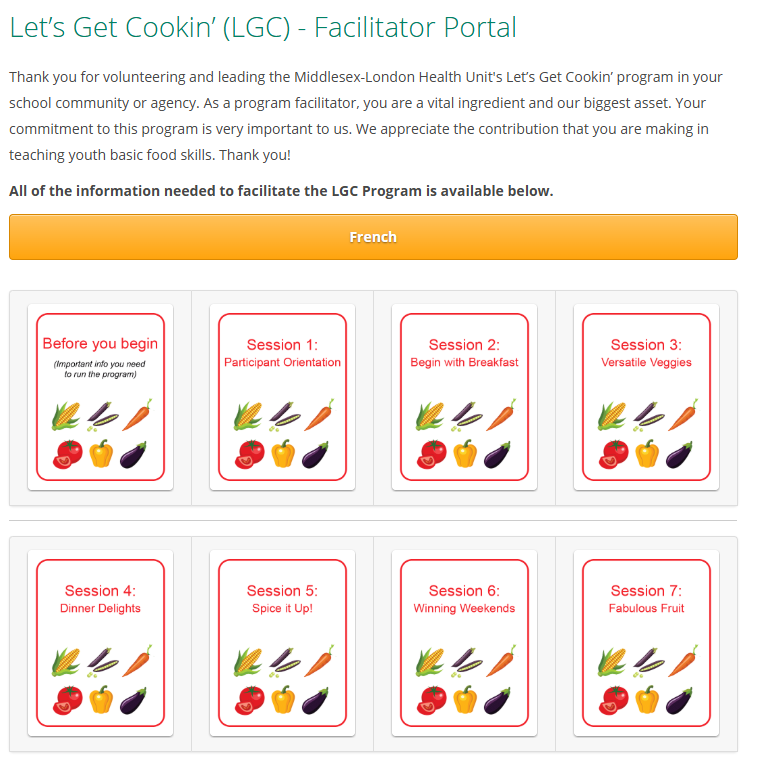 Let’s Get Cookin’ (LGC) - Facilitator Portal
Thank you for volunteering and leading the Middlesex-London Health Unit's Let’s Get Cookin’ program in your
school community or agency. As a program facilitator, you are a vital ingredient and our biggest asset. Your
commitment to this program is very important to us. We appreciate the contribution that you are making in
teaching youth basic food skills. Thank you!
All of the information needed to facilitate the LGC Program is available below.
French
Before you begin
(Important info you need
to run the program)
Session 1:
Participant Orientation
Session 2:
Begin with Breakfast
Session 3:
Versatile Veggies
Session 4:
Dinner Delights
Session 5:
Spice it Up!
Session 6:
Winning Weekends
Session 7:
Fabulous Fruit